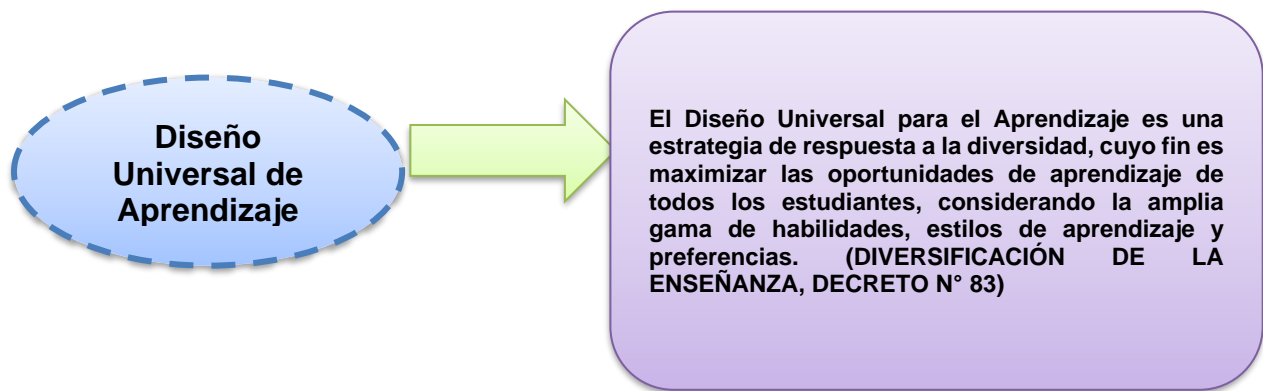 Diseño
Universal de
Aprendizaje
El Diseño Universal para el Aprendizaje es una
estrategia de respuesta a la diversidad, cuyo fin es
maximizar las oportunidades de aprendizaje de
todos los estudiantes, considerando la amplia
gama de habilidades, estilos de aprendizaje y
preferencias. (DIVERSIFICACIÓN DE LA
ENSEÑANZA, DECRETO N° 83)